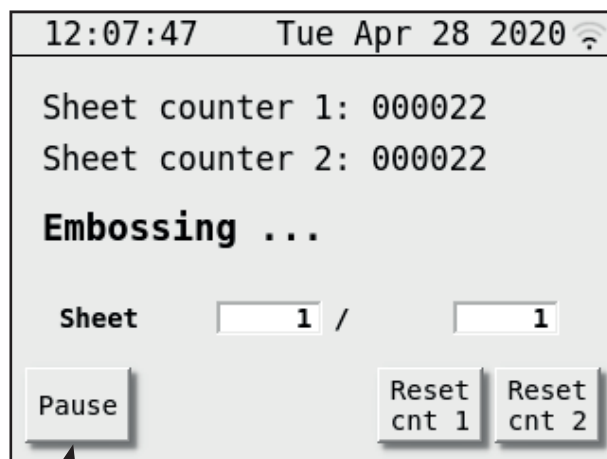 12:07:47 Tue Apr 28 2020
Sheet counter 1: 000022
Sheet counter 2: 000022
Embossing ...
Sheet 1 / 1
Pause
Reset cnt 1
Reset cnt 2